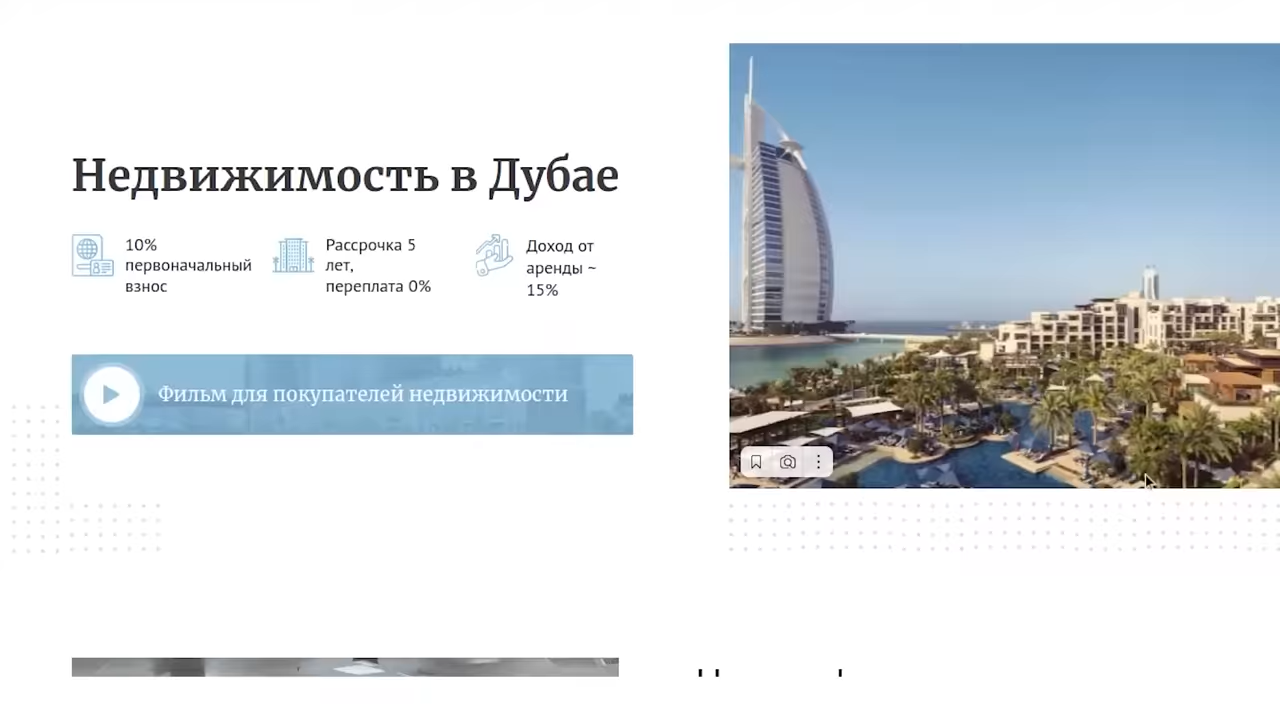 Недвижимость в Дубае
10%
первоначальный
взнос
Рассрочка 5
лет,
переплата 0%
Доход от
аренды ~
15%
Фильм для покупателей недвижимости